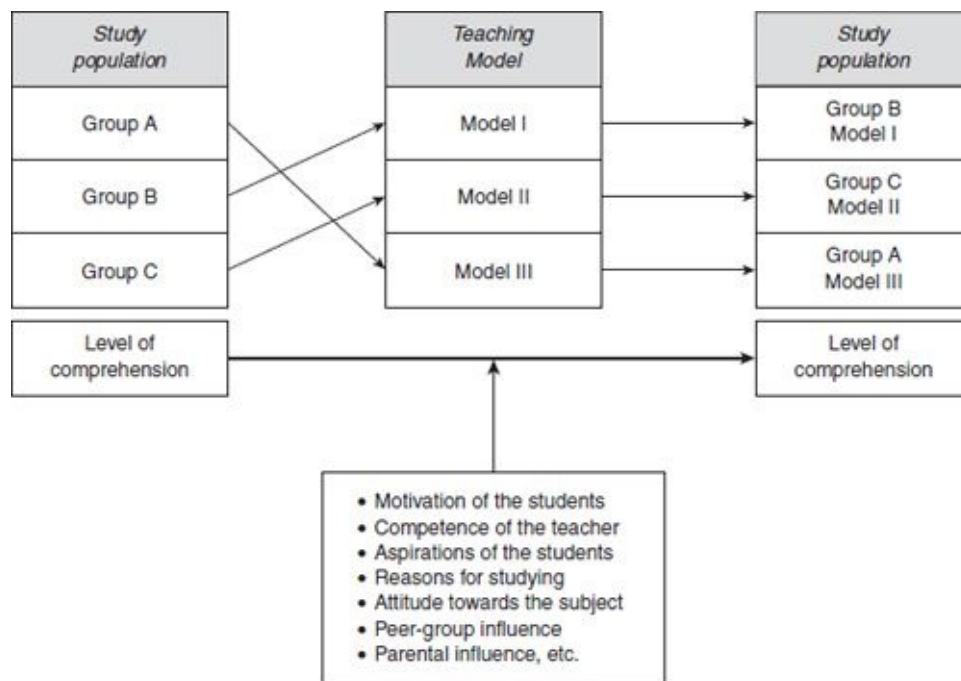 Study
population
Group A
Group B
Group C
Level of
comprehension
Teaching
Model
Model I
Model II
Model III
Study
population
Group B
Model I
Group C
Model II
Group A
Model III
Level of
comprehension
• Motivation of the students
• Competence of the teacher
• Aspirations of the students
• Reasons for studying
• Attitude towards the subject
• Peer-group influence
• Parental influence, etc.